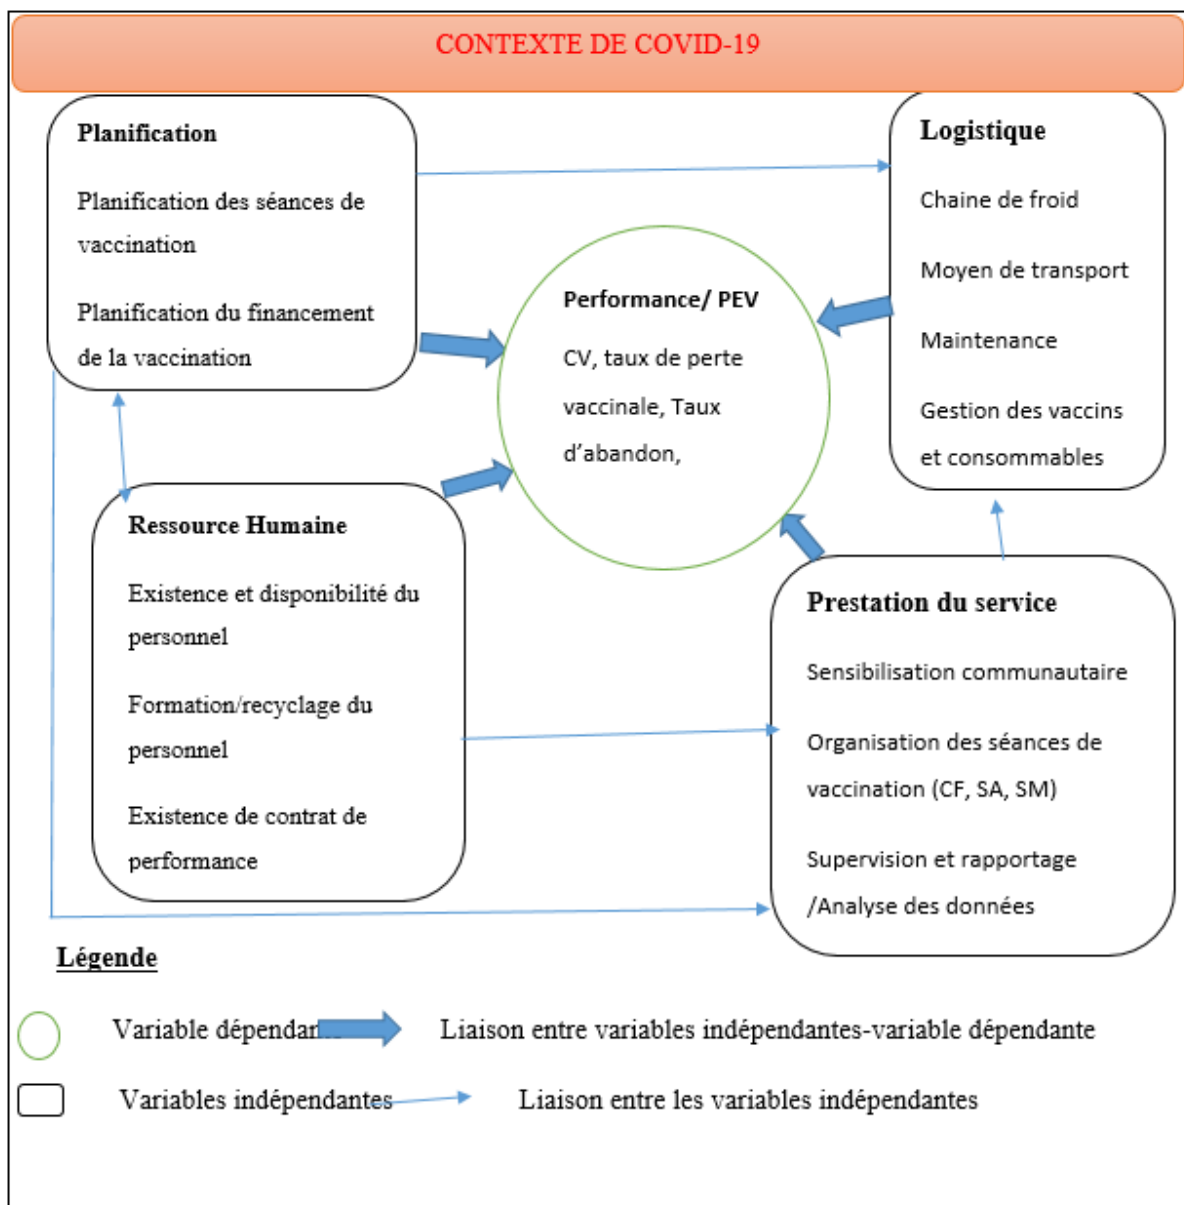 CONTEXTE DE COVID-19
Planification
Planification des séances de
vaccination
Planification du financement
de la vaccination
Logistique
Chaine de froid
Moyen de transport
Maintenance
Gestion des vaccins
et consommables
Performance/ PEV
CV, taux de perte
vaccinale, Taux
d’abandon,
Ressource Humaine
Existence et disponibilité du
personnel
Formation/recyclage du
personnel
Existence de contrat de
performance
Prestation du service
Sensibilisation communautaire
Organisation des séances de
vaccination (CF, SA, SM)
Supervision et rapportage
/Analyse des données
Légende
Variable dépendante
Liaison entre variables indépendantes-variable dépendante
Variables indépendantes
Liaison entre les variables indépendantes